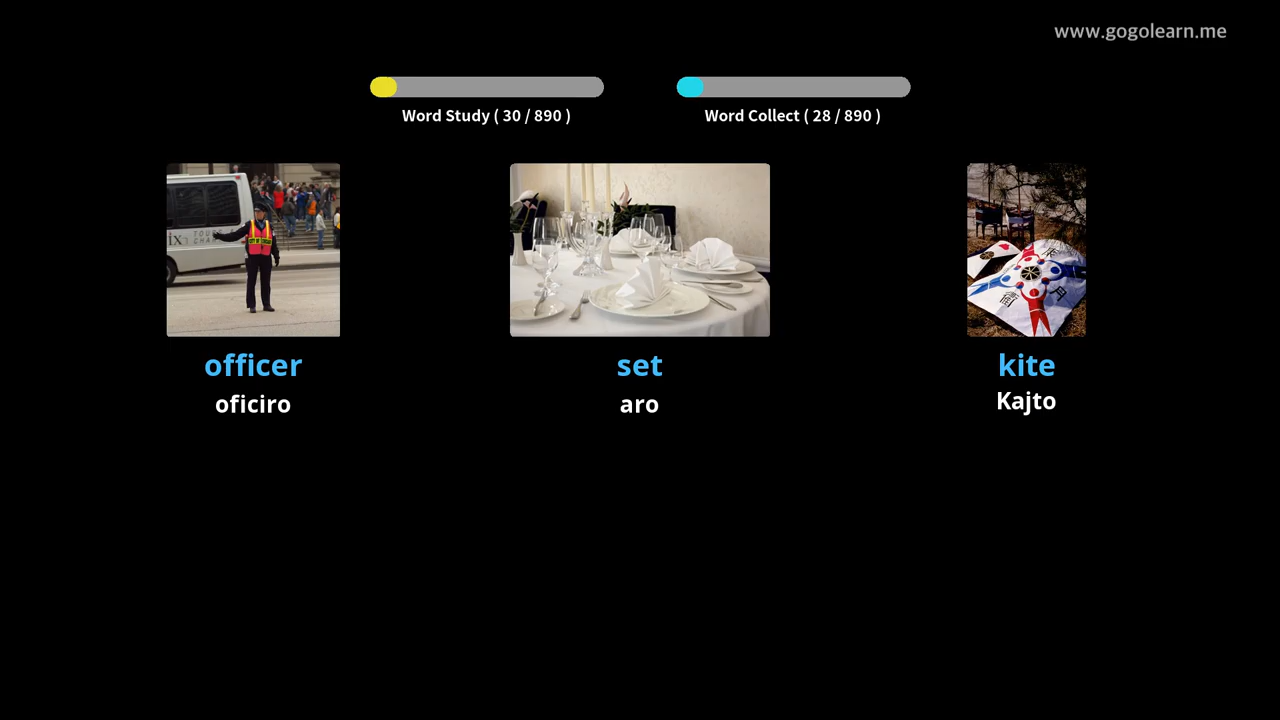 www.gogolearn.me
Word Study ( 30 / 890 )
Word Collect ( 28 / 890 )
officer
oficiro
set
aro
kite
Kajto